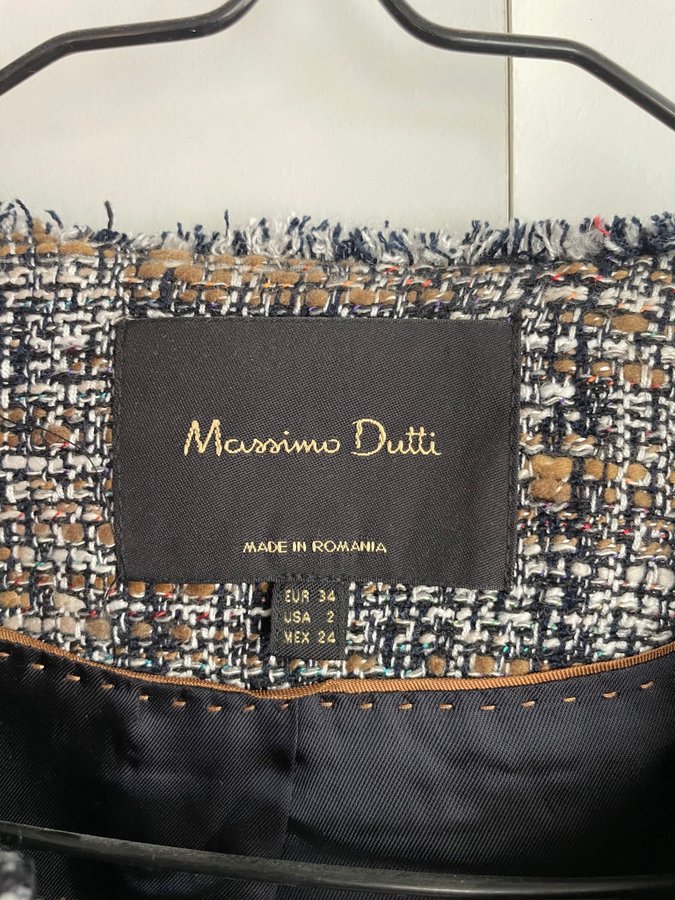 Massimo Dutti
MADE IN ROMANIA
EUR 34
USA 2
MEX 24